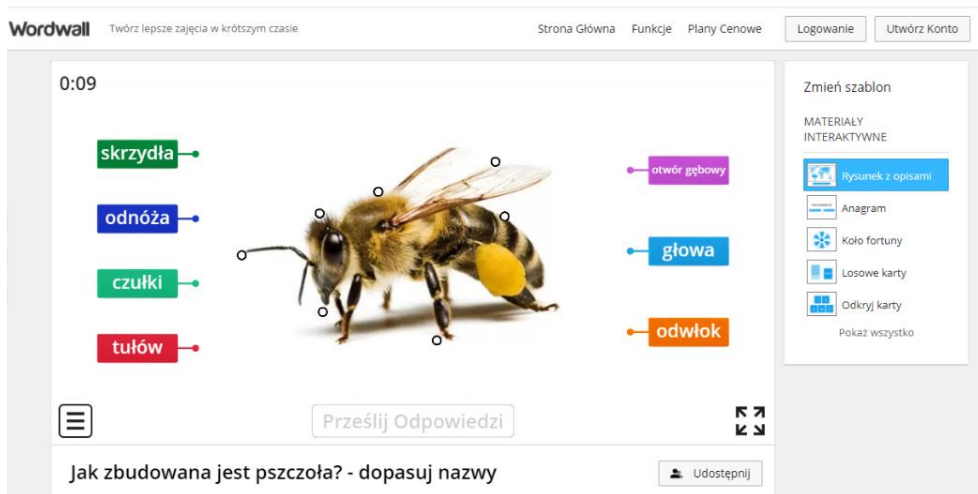 Wordwall Twórz lepsze zajęcia w krótszym czasie Strona Główna Funkcje Plany Cenowe Logowanie Utwórz Konto
0:09
skrzydła
odnóża
czułki
tułów
otwór gębowy
głowa
odwłok
Prześlij Odpowiedzi
Jak zbudowana jest pszczoła? - dopasuj nazwy
Udostępnij
Zmień szablon
MATERIAŁY
INTERAKTYWNE
Rysunek z opisami
Anagram
Koło fortuny
Losowe karty
Odkryj karty
Pokaż wszystko